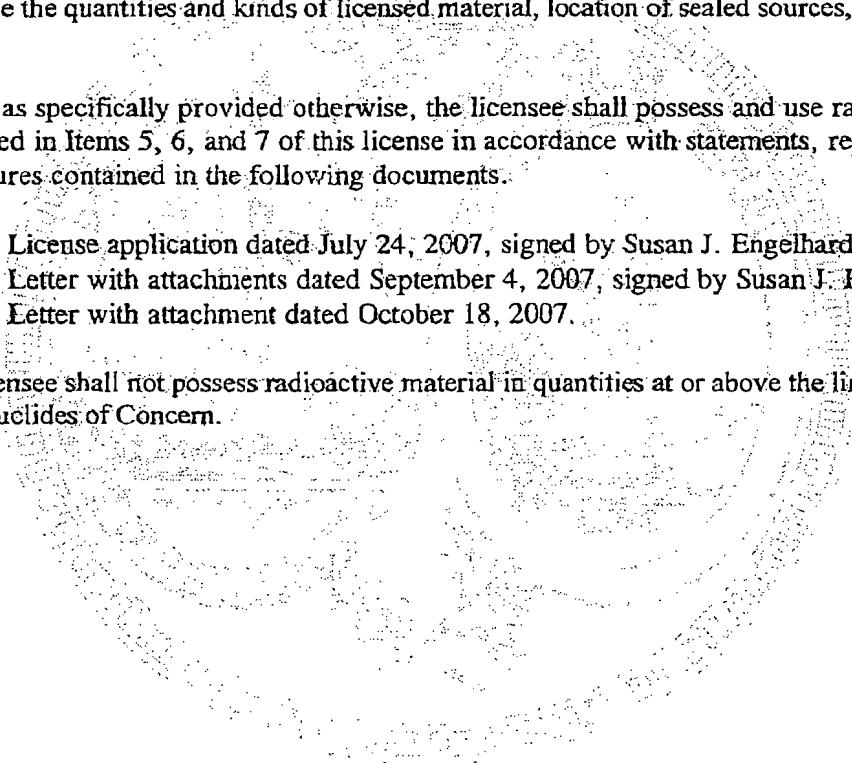 e the quantities and kinds of licensed material, location of sealed sources,
as specifically provided otherwise, the licensee shall possess and use ra
ed in Items 5, 6, and 7 of this license in accordance with statements, re
ures contained in the following documents.
License application dated July 24, 2007, signed by Susan J. Engelhard
Letter with attachments dated September 4, 2007, signed by Susan J. E
Letter with attachment dated October 18, 2007.
ensee shall not possess radioactive material in quantities at or above the li
uclides of Concern.